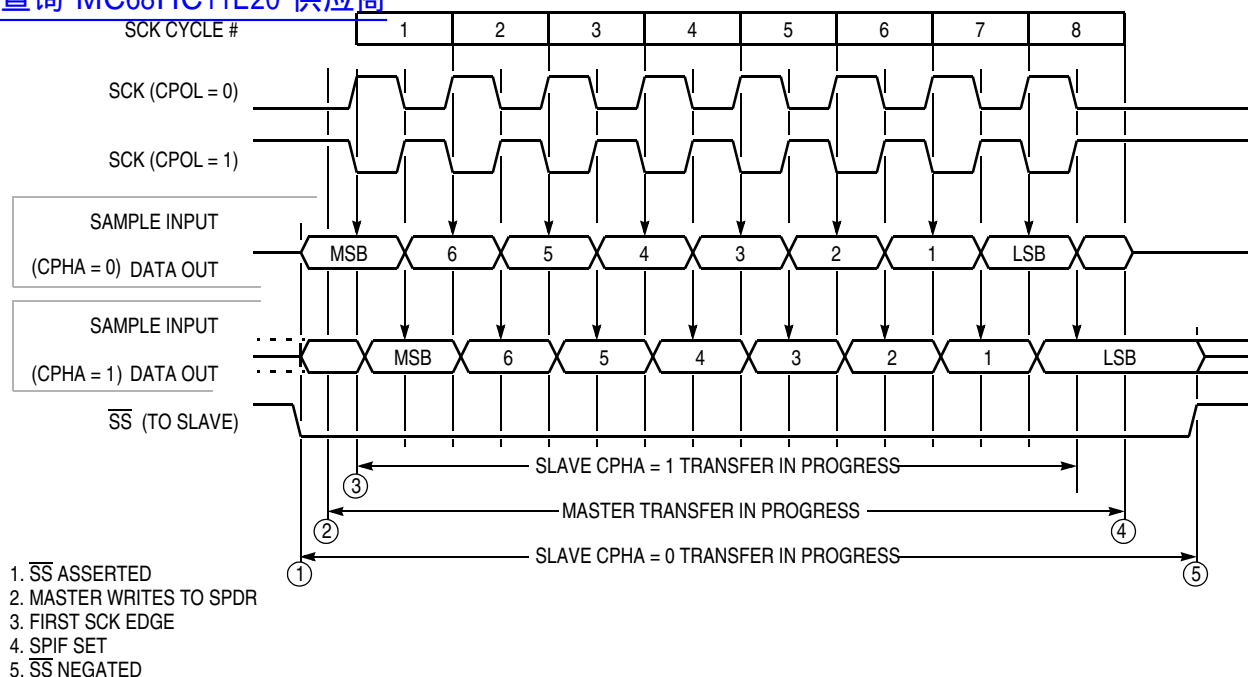 查询"MC68HC11E20"供应商
SCK CYCLE # 1 2 3 4 5 6 7 8
SCK (CPOL = 0)
SCK (CPOL = 1)
SAMPLE INPUT
(CPHA = 0) DATA OUT MSB 6 5 4 3 2 1 LSB
SAMPLE INPUT
(CPHA = 1) DATA OUT MSB 6 5 4 3 2 1 LSB
SS (TO SLAVE)
SLAVE CPHA = 1 TRANSFER IN PROGRESS
3
MASTER TRANSFER IN PROGRESS
2 4
SLAVE CPHA = 0 TRANSFER IN PROGRESS
1 5
1. SS ASSERTED
2. MASTER WRITES TO SPDR
3. FIRST SCK EDGE
4. SPIF SET
5. SS NEGATED